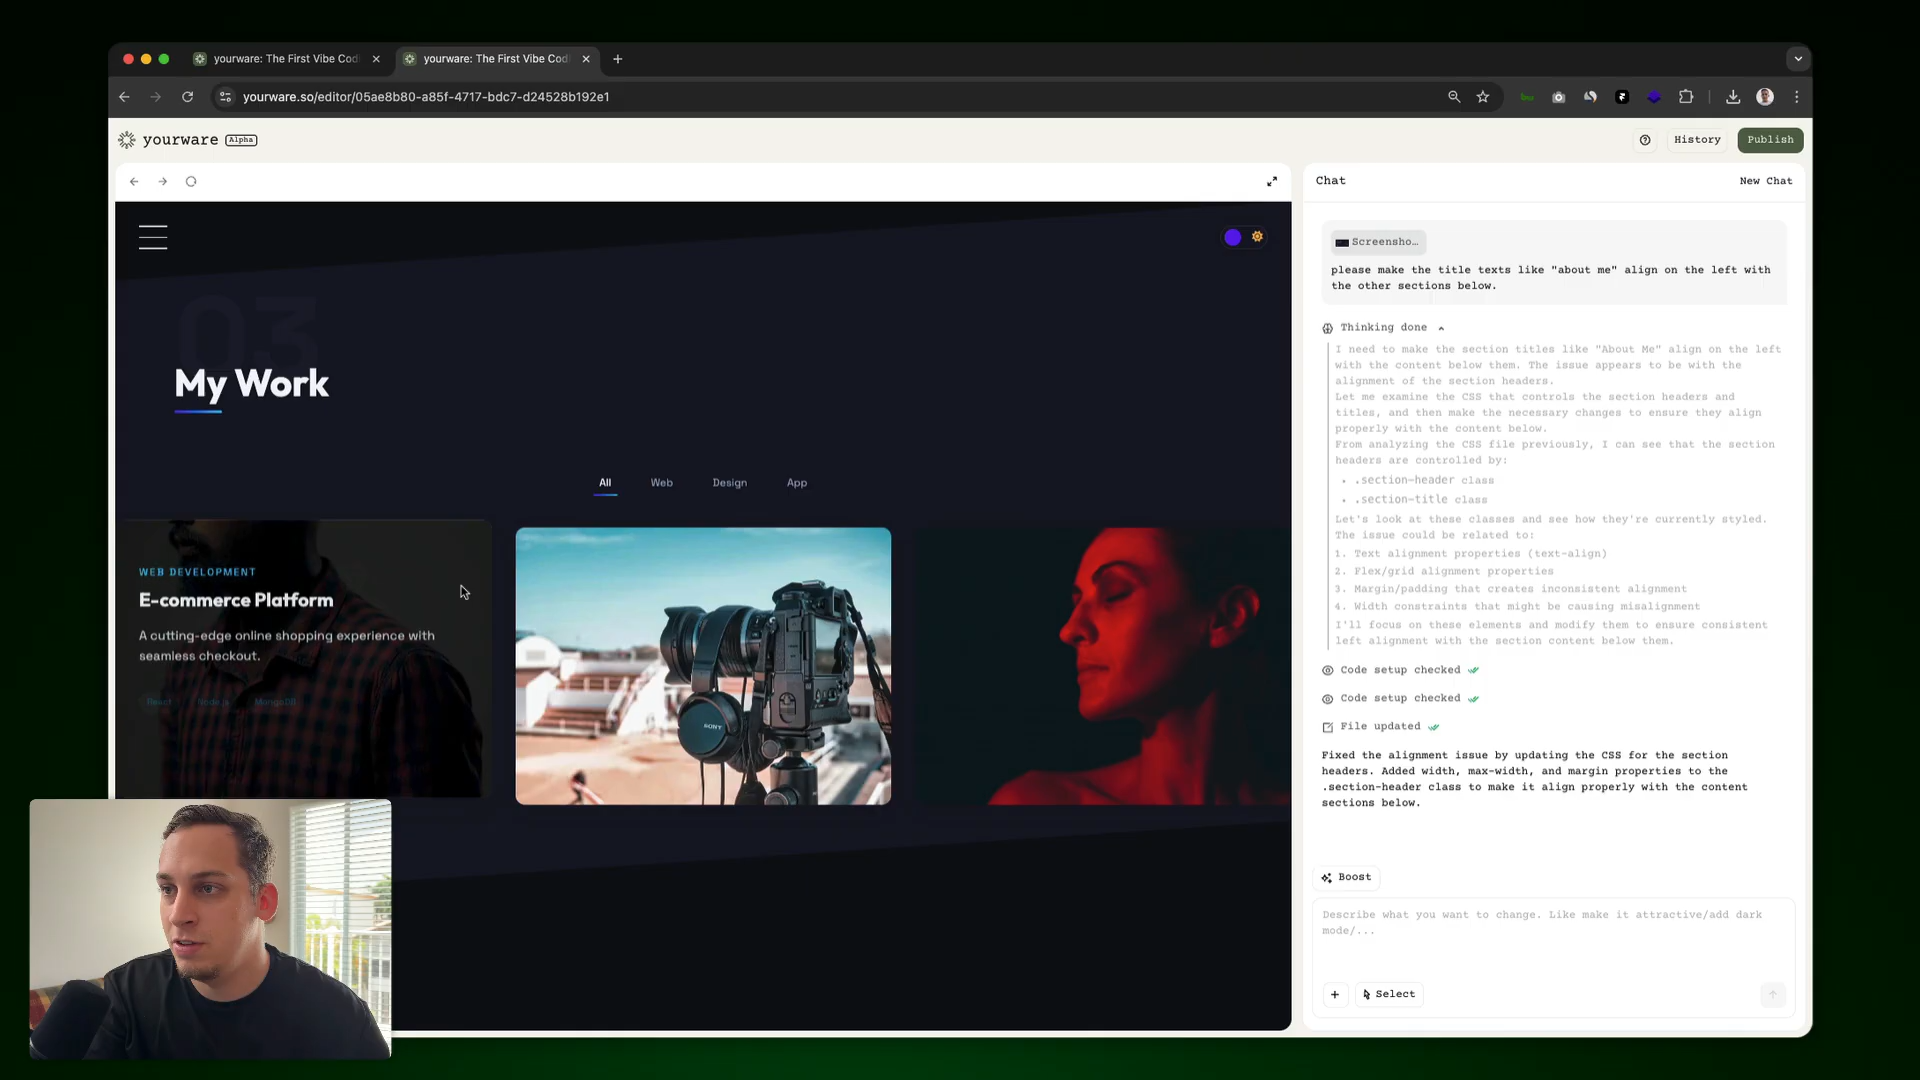 yourware: The First Vibe Codi
yourware: The First Vibe Codi
yourware.so/editor/05ae8b80-a85f-4717-bdc7-d24528b192e1
yourware Alpha
History
Publish
Chat
New Chat
03
My Work
All
Web
Design
App
WEB DEVELOPMENT
E-commerce Platform
A cutting-edge online shopping experience with
seamless checkout.
React
Node.js
MongoDB
SONY
Screensho…
please make the title texts like "about me" align on the left with
the other sections below.
Thinking done
I need to make the section titles like "About Me" align on the left
with the content below them. The issue appears to be with the
alignment of the section headers.
Let me examine the CSS that controls the section headers and
titles, and then make the necessary changes to ensure they align
properly with the content below.
From analyzing the CSS file previously, I can see that the section
headers are controlled by:
• .section-header class
• .section-title class
Let's look at these classes and see how they're currently styled.
The issue could be related to:
1. Text alignment properties (text-align)
2. Flex/grid alignment properties
3. Margin/padding that creates inconsistent alignment
4. Width constraints that might be causing misalignment
I'll focus on these elements and modify them to ensure consistent
left alignment with the section content below them.
Code setup checked
Code setup checked
File updated
Fixed the alignment issue by updating the CSS for the section
headers. Added width, max-width, and margin properties to the
.section-header class to make it align properly with the content
sections below.
Boost
Describe what you want to change. Like make it attractive/add dark
mode/...
Select